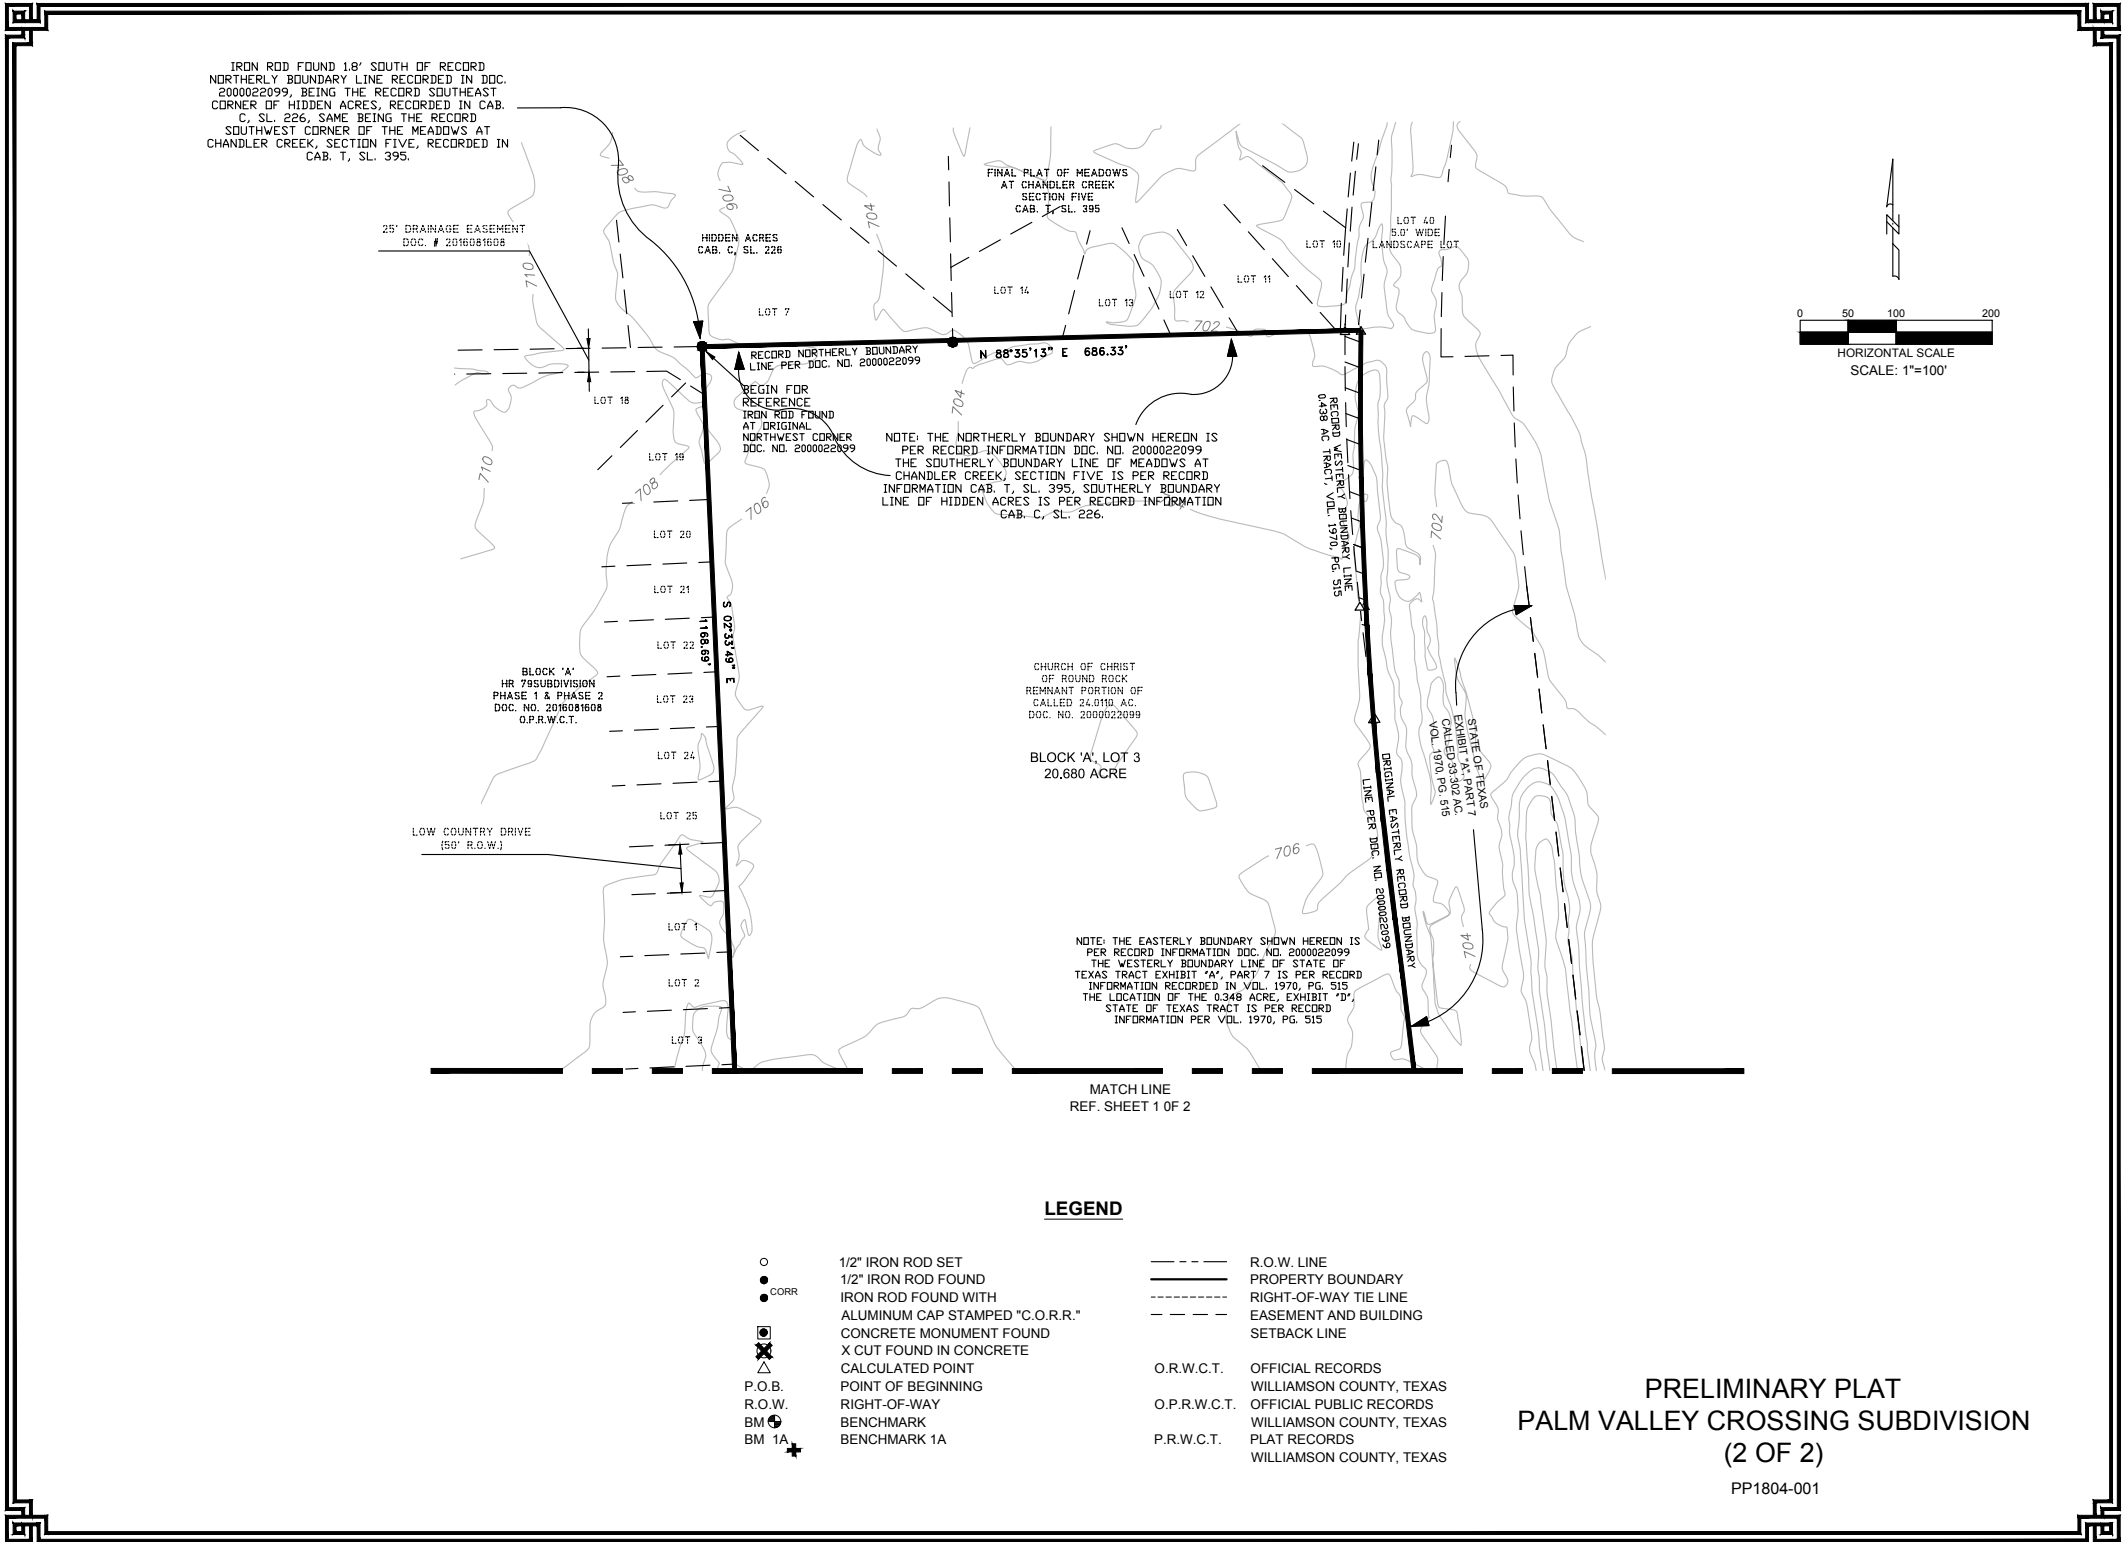 IRON ROD FOUND 1.8' SOUTH OF RECORD
NORTHERLY BOUNDARY LINE RECORDED IN DOC.
2000022099, BEING THE RECORD SOUTHEAST
CORNER OF HIDDEN ACRES, RECORDED IN CAB.
C, SL. 226, SAME BEING THE RECORD
SOUTHWEST CORNER OF THE MEADOWS AT
CHANDLER CREEK, SECTION FIVE, RECORDED IN
CAB. T, SL. 395.
708
706
704
FINAL PLAT OF MEADOWS
AT CHANDLER CREEK
SECTION FIVE
CAB. T, SL. 395
25' DRAINAGE EASEMENT
DOC. # 2016081608
710
HIDDEN ACRES
CAB. C, SL. 226
LOT 7
LOT 14
LOT 13
LOT 12
LOT 11
LOT 10
LOT 40
5.0' WIDE
LANDSCAPE LOT
702
N
0 50 100 200
HORIZONTAL SCALE
SCALE: 1"=100'
RECORD NORTHERLY BOUNDARY
LINE PER DOC. NO. 2000022099
N 88°35'13" E 686.33'
BEGIN FOR
REFERENCE
IRON ROD FOUND
AT ORIGINAL
NORTHWEST CORNER
DOC. NO. 2000022099
704
NOTE: THE NORTHERLY BOUNDARY SHOWN HEREON IS
PER RECORD INFORMATION DOC. NO. 2000022099
THE SOUTHERLY BOUNDARY LINE OF MEADOWS AT
CHANDLER CREEK, SECTION FIVE IS PER RECORD
INFORMATION CAB. T, SL. 395, SOUTHERLY BOUNDARY
LINE OF HIDDEN ACRES IS PER RECORD INFORMATION
CAB. C, SL. 226.
RECORD WESTERLY BOUNDARY LINE
0.438 AC TRACT, VOL. 1970, PG. 515
702
LOT 18
LOT 19
710
708
706
LOT 20
LOT 21
LOT 22
LOT 23
LOT 24
LOT 25
S 02°33'49" E
1168.69'
BLOCK 'A'
HR 79SUBDIVISION
PHASE 1 & PHASE 2
DOC. NO. 2016081608
O.P.R.W.C.T.
CHURCH OF CHRIST
OF ROUND ROCK
REMNANT PORTION OF
CALLED 24.0110 AC.
DOC. NO. 2000022099
BLOCK 'A', LOT 3
20.680 ACRE
STATE OF TEXAS
EXHIBIT "A", PART 7
CALLED 33.302 AC.
VOL. 1970, PG. 515
ORIGINAL EASTERLY RECORD BOUNDARY
LINE PER DOC. NO. 2000022099
LOW COUNTRY DRIVE
(50' R.O.W.)
706
704
LOT 1
LOT 2
LOT 3
NOTE: THE EASTERLY BOUNDARY SHOWN HEREON IS
PER RECORD INFORMATION DOC. NO. 2000022099
THE WESTERLY BOUNDARY LINE OF STATE OF
TEXAS TRACT EXHIBIT "A", PART 7 IS PER RECORD
INFORMATION RECORDED IN VOL. 1970, PG. 515
THE LOCATION OF THE 0.348 ACRE, EXHIBIT "D",
STATE OF TEXAS TRACT IS PER RECORD
INFORMATION PER VOL. 1970, PG. 515
MATCH LINE
REF. SHEET 1 0F 2
LEGEND
1/2" IRON ROD SET
1/2" IRON ROD FOUND
CORR IRON ROD FOUND WITH
ALUMINUM CAP STAMPED "C.O.R.R."
CONCRETE MONUMENT FOUND
X CUT FOUND IN CONCRETE
CALCULATED POINT
P.O.B. POINT OF BEGINNING
R.O.W. RIGHT-OF-WAY
BM BENCHMARK
BM 1A BENCHMARK 1A
R.O.W. LINE
PROPERTY BOUNDARY
RIGHT-OF-WAY TIE LINE
EASEMENT AND BUILDING
SETBACK LINE
O.R.W.C.T. OFFICIAL RECORDS
WILLIAMSON COUNTY, TEXAS
O.P.R.W.C.T. OFFICIAL PUBLIC RECORDS
WILLIAMSON COUNTY, TEXAS
P.R.W.C.T. PLAT RECORDS
WILLIAMSON COUNTY, TEXAS
PRELIMINARY PLAT
PALM VALLEY CROSSING SUBDIVISION
(2 OF 2)
PP1804-001